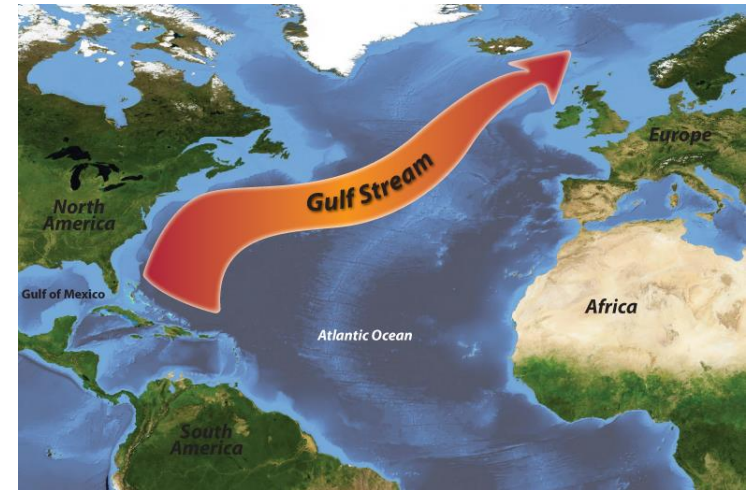 Gulf Stream
Europe
North
America
Gulf of Mexico
Africa
Atlantic Ocean
South
America